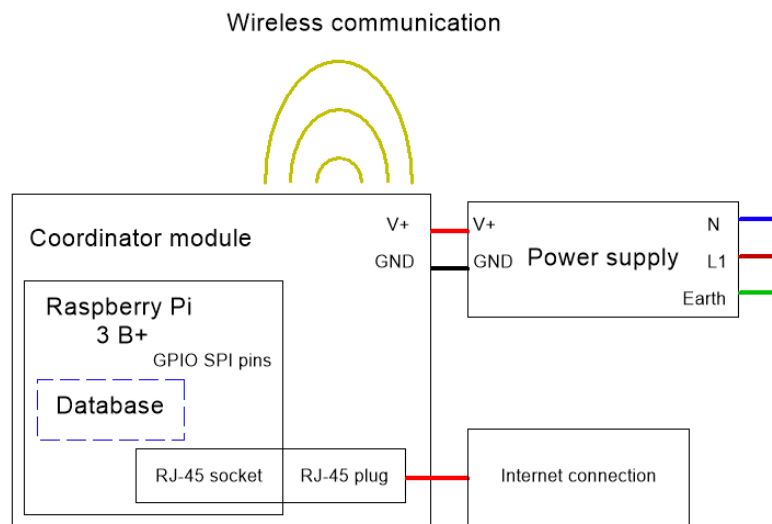 Wireless communication
V+
V+
N
Coordinator module
GND
GND
Power supply
L1
Earth
Raspberry Pi
3 B+
GPIO SPI pins
Database
RJ-45 socket
RJ-45 plug
Internet connection